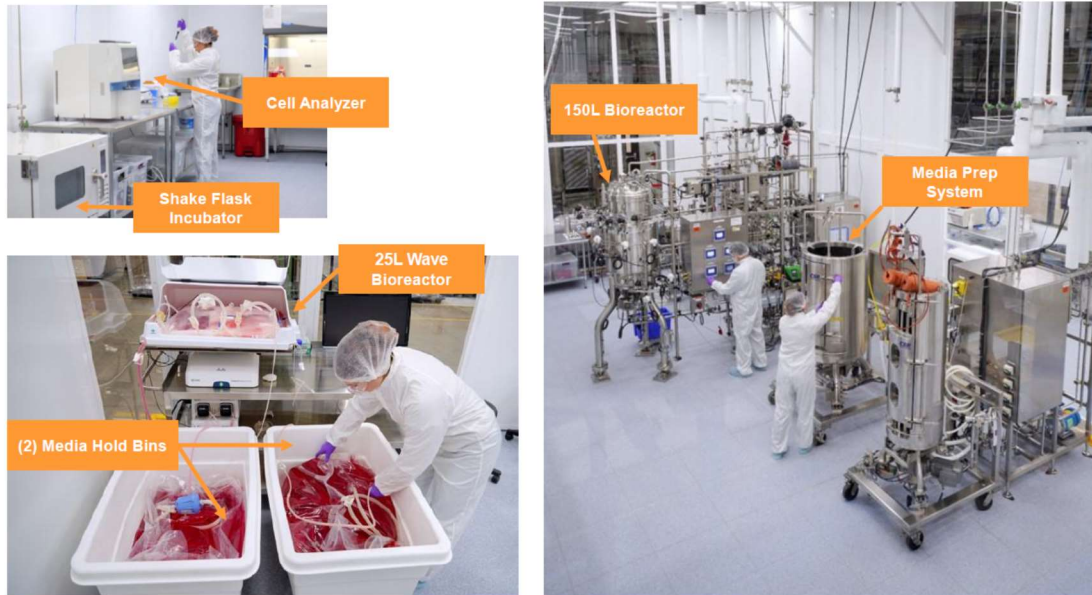 Cell Analyzer
Shake Flask
Incubator
25L Wave
Bioreactor
(2) Media Hold Bins
150L Bioreactor
Media Prep
System